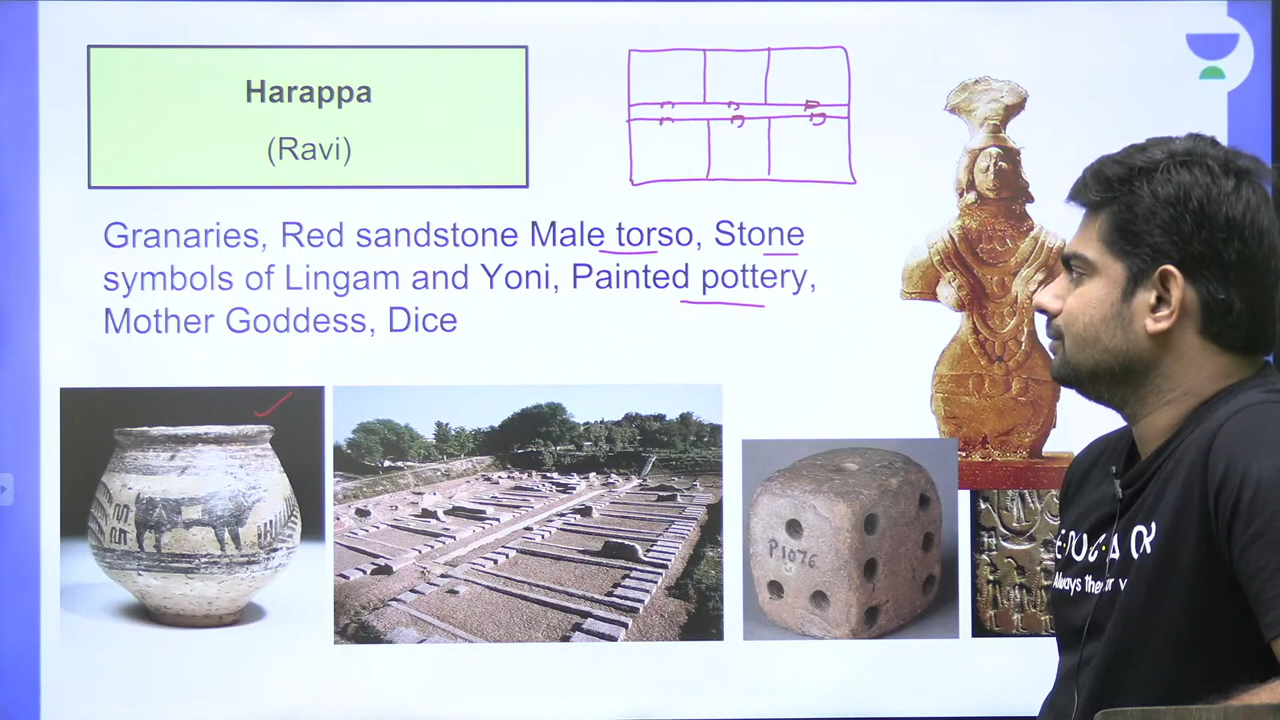 Harappa
(Ravi)
Granaries, Red sandstone Male torso, Stone
symbols of Lingam and Yoni, Painted pottery,
Mother Goddess, Dice
P1076